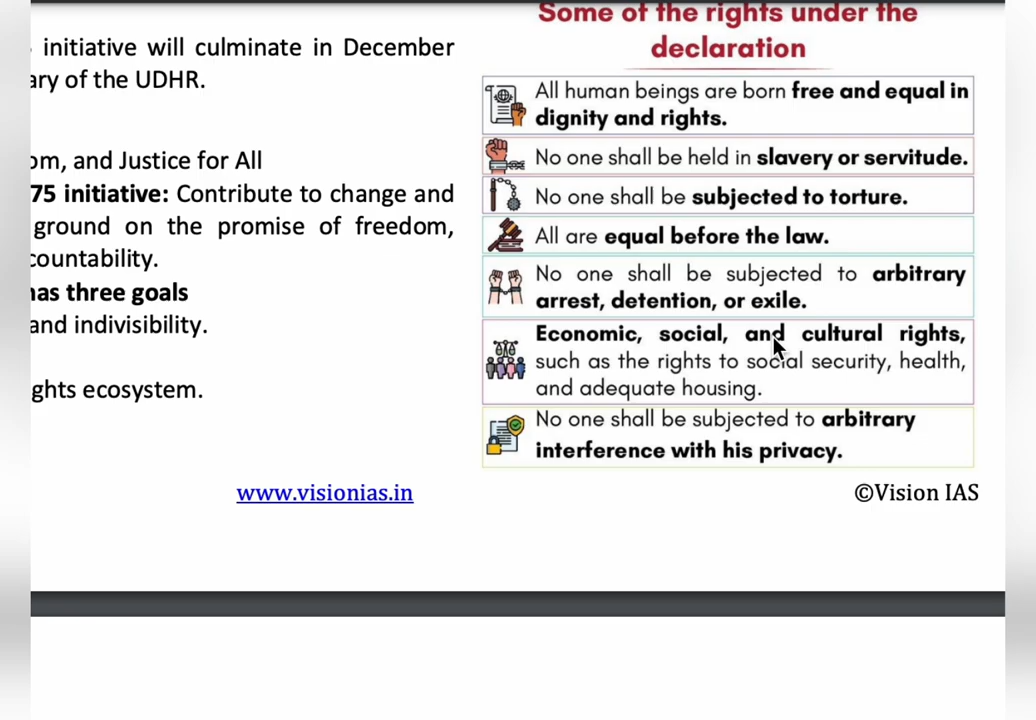 initiative will culminate in December
ary of the UDHR.
om, and Justice for All
75 initiative: Contribute to change and
ground on the promise of freedom,
countability.
has three goals
and indivisibility.
ghts ecosystem.
Some of the rights under the
declaration
All human beings are born free and equal in
dignity and rights.
No one shall be held in slavery or servitude.
No one shall be subjected to torture.
All are equal before the law.
No one shall be subjected to arbitrary
arrest, detention, or exile.
Economic, social, and cultural rights,
such as the rights to social security, health,
and adequate housing.
No one shall be subjected to arbitrary
interference with his privacy.
www.visionias.in
©Vision IAS